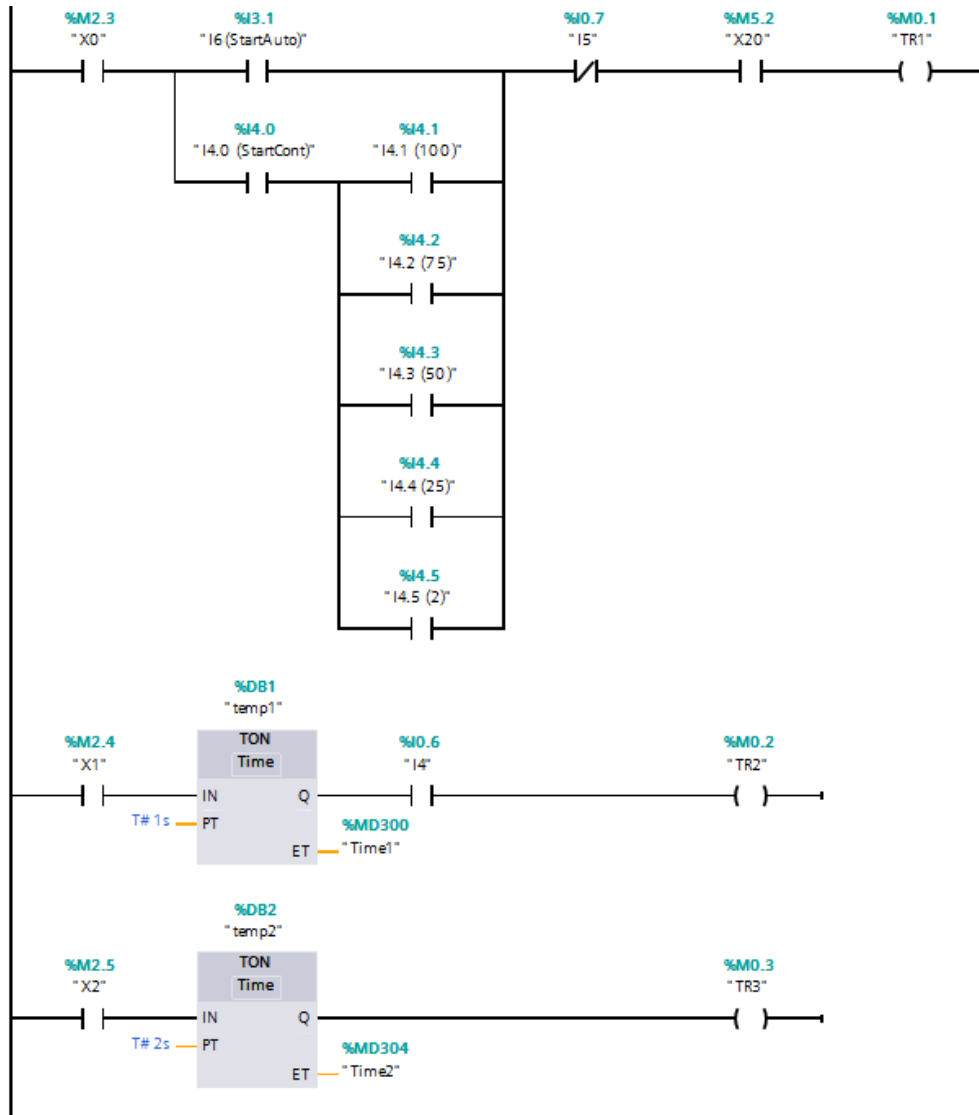 %M2.3 %I3.1 %I0.7 %M5.2 %M0.1
"X0" "I6 (StartAuto)" "I5" "X20" "TR1"
%I4.0 %I4.1
"I4.0 (StartCont)" "I4.1 (100)"
%I4.2
"I4.2 (75)"
%I4.3
"I4.3 (50)"
%I4.4
"I4.4 (25)"
%I4.5
"I4.5 (2)"
%DB1
"temp1"
%M2.4 TON %I0.6 %M0.2
"X1" Time "I4" "TR2"
IN Q
T# 1s PT %MD300
ET "Time1"
%DB2
"temp2"
%M2.5 TON %M0.3
"X2" Time "TR3"
IN Q
T# 2s PT %MD304
ET "Time2"